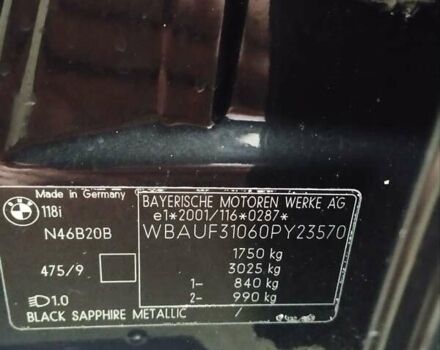 Made in Germany
BMW
118i
BAYERISCHE MOTOREN WERKE AG
e1*2001/116*0287*
N46B20B
WBAUF31060PY23570
1750 kg
475/9
3025 kg
1- 840 kg
1.0
2- 990 kg
BLACK SAPPHIRE METALLIC /